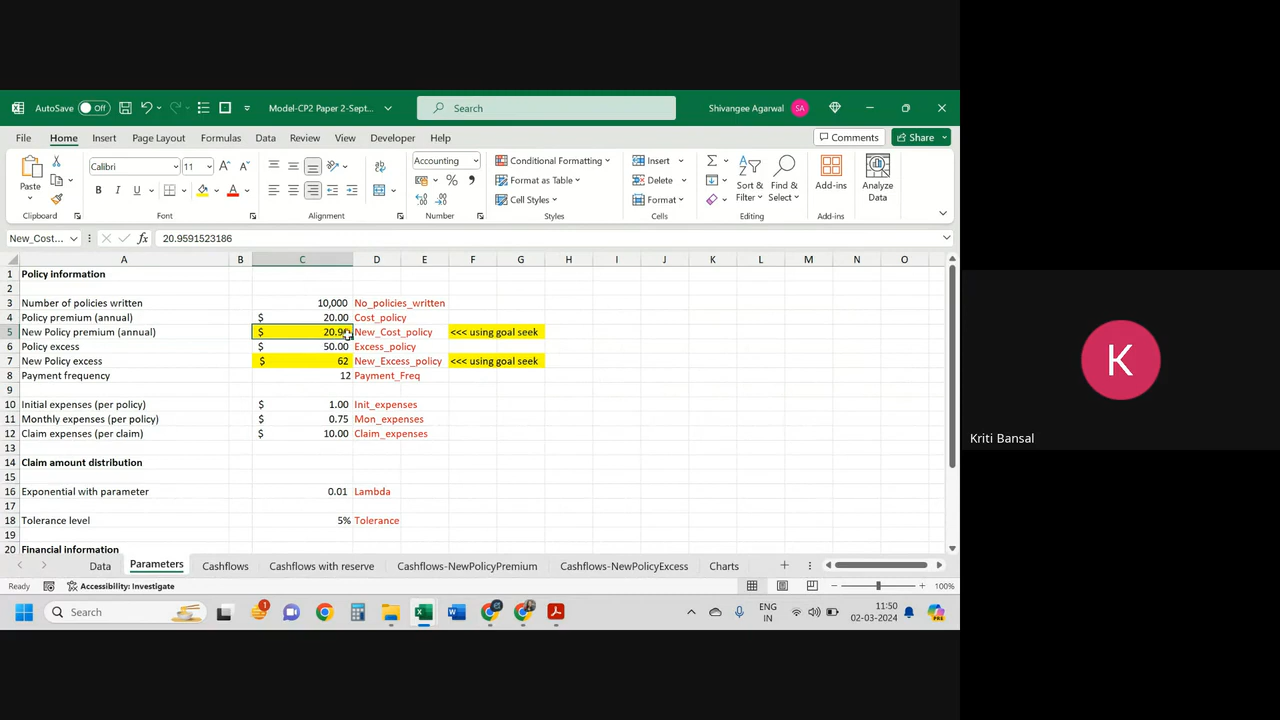 AutoSave Off Model-CP2 Paper 2-Sept... Search Shivangee Agarwal SA
File Home Insert Page Layout Formulas Data Review View Developer Help Comments Share
Paste Calibri 11 Accounting Conditional Formatting Insert Sort & Filter Find & Select Add-ins Analyze Data
B I U A % Format as Table Delete
Cell Styles Format
Clipboard Font Alignment Number Styles Cells Editing Add-ins
New_Cost... fx 20.9591523186
A B C D E F G H I J K L M N O
1 Policy information
2
3 Number of policies written 10,000 No_policies_written
4 Policy premium (annual) $ 20.00 Cost_policy
5 New Policy premium (annual) $ 20.96 New_Cost_policy <<< using goal seek
6 Policy excess $ 50.00 Excess_policy
7 New Policy excess $ 62 New_Excess_policy <<< using goal seek
8 Payment frequency 12 Payment_Freq
9
10 Initial expenses (per policy) $ 1.00 Init_expenses
11 Monthly expenses (per policy) $ 0.75 Mon_expenses
12 Claim expenses (per claim) $ 10.00 Claim_expenses
13
14 Claim amount distribution
15
16 Exponential with parameter 0.01 Lambda
17
18 Tolerance level 5% Tolerance
19
20 Financial information
Data Parameters Cashflows Cashflows with reserve Cashflows-NewPolicyPremium Cashflows-NewPolicyExcess Charts
Ready Accessibility: Investigate 100%
Search 1 ENG IN 11:50 02-03-2024
K
Kriti Bansal